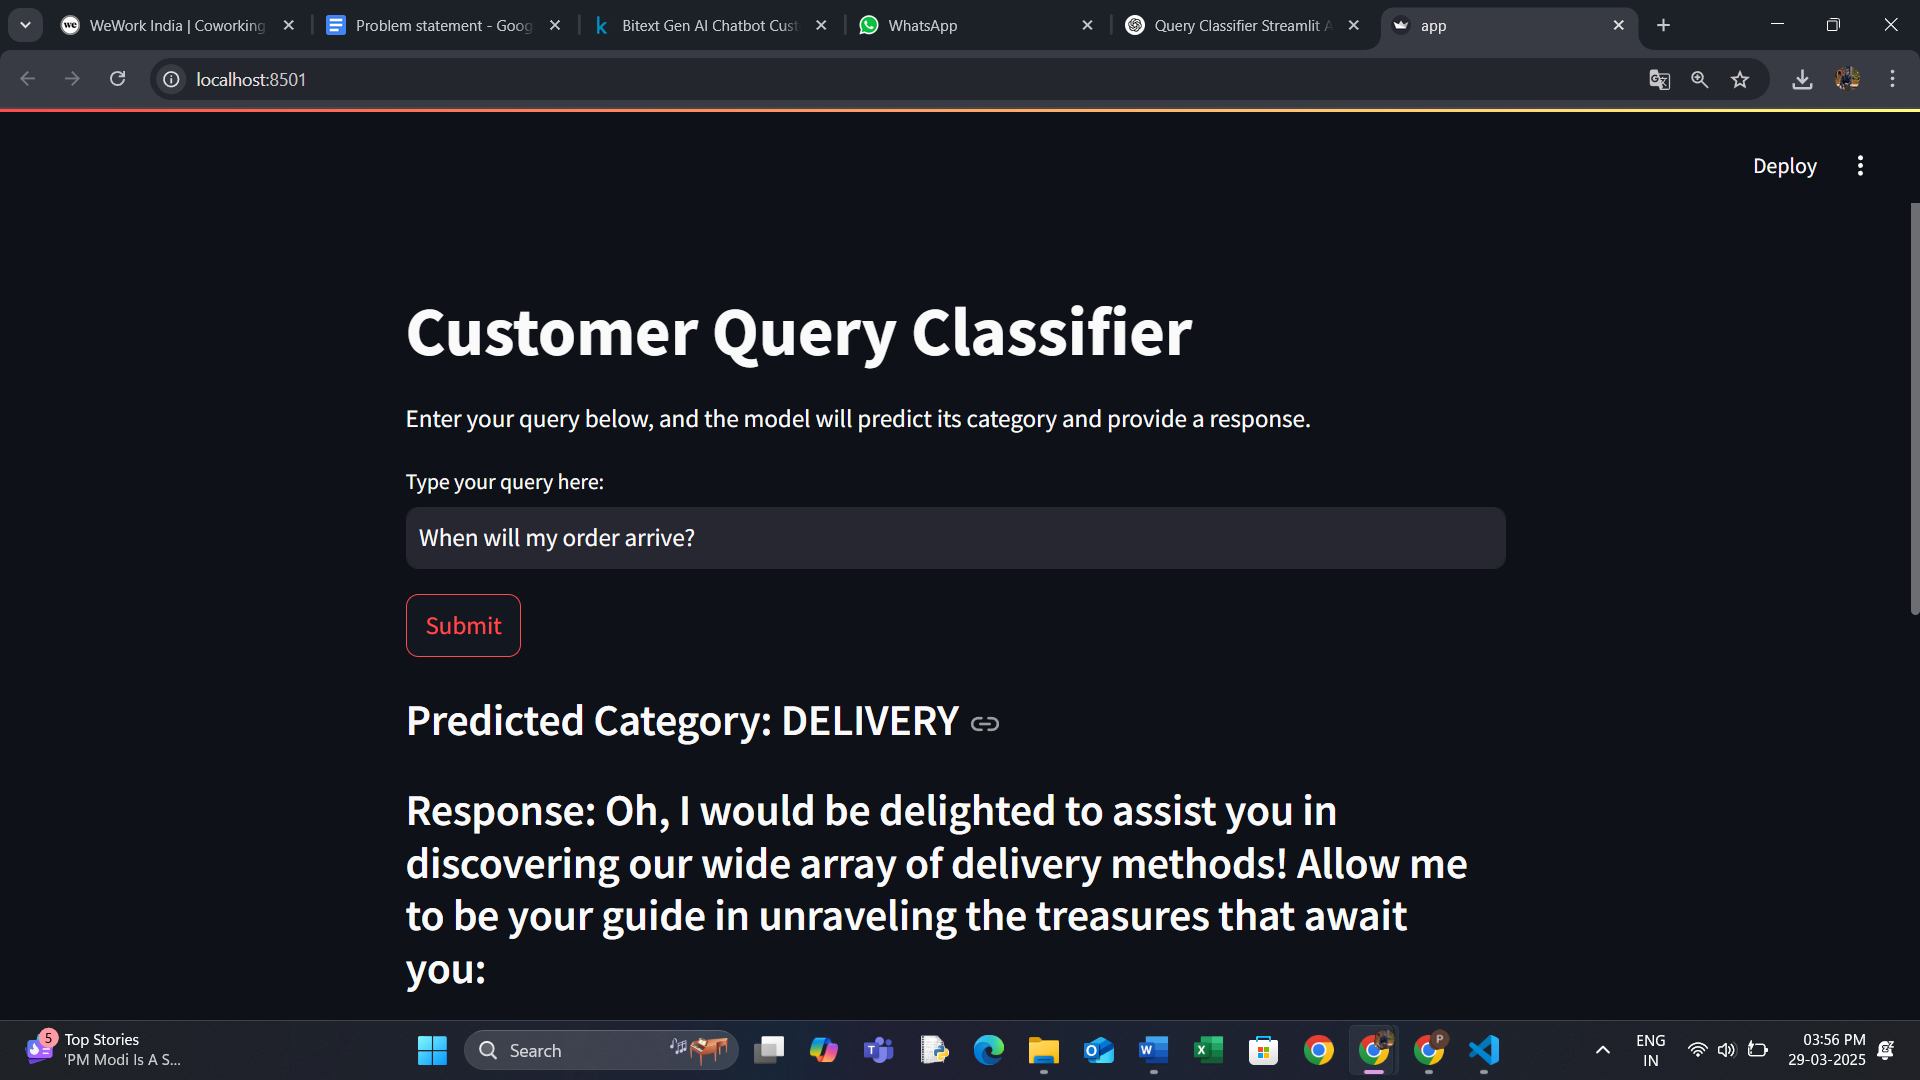 WeWork India | Coworking
Problem statement - Goog
Bitext Gen AI Chatbot Cust
WhatsApp
Query Classifier Streamlit A
app
localhost:8501
Deploy
Customer Query Classifier
Enter your query below, and the model will predict its category and provide a response.
Type your query here:
When will my order arrive?
Submit
Predicted Category: DELIVERY
Response: Oh, I would be delighted to assist you in
discovering our wide array of delivery methods! Allow me
to be your guide in unraveling the treasures that await
you:
5
Top Stories
'PM Modi Is A S...
Search
P
ENG
IN
03:56 PM
29-03-2025